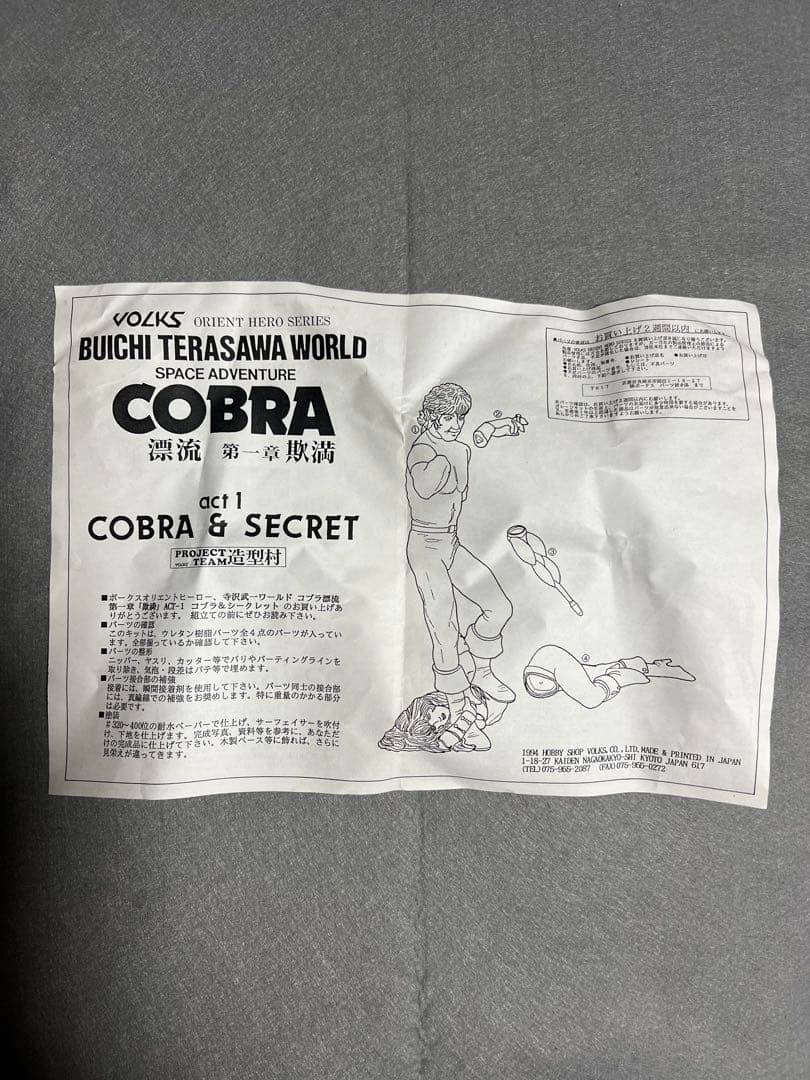 VOLKS ORIENT HERO SERIES
BUICHI TERASAWA WORLD
SPACE ADVENTURE
COBRA
漂流 第一章 欺満
act 1
COBRA & SECRET
PROJECT TEAM 造型村
VOLKS
■ボークスオリエントヒーロー、寺沢武一ワールド コブラ漂流
第一章「欺満」ACT-1 コブラ&シークレット のお買い上げあ
りがとうございます。組立ての前にぜひお読み下さい。
■パーツの確認
このキットは、ウレタン樹脂パーツ全4点のパーツが入ってい
ます。全部揃っているか確認して下さい。
■パーツの整形
ニッパー、ヤスリ、カッター等でバリやパーティングラインを
取り除き、気泡・段差はパテ等で埋めます。
■パーツ接合部の補強
接着には、瞬間接着剤を使用して下さい。パーツ同士の接合部
には、真鍮線での補強をお奨めします。特に重量のかかる部分
は必要です。
■塗装
#320~400位の耐水ペーパーで仕上げ、サーフェイサーを吹付
け、下地を仕上げます。完成写真、資料等を参考に、あなただ
けの完成品に仕上げて下さい。木製ベース等に飾れば、さらに
見栄えが違ってきます。
お買い上げ2週間以内
①
②
③
④
1994 HOBBY SHOP VOLKS. CO., LTD. MADE & PRINTED IN JAPAN
1-18-27 KAIDEN NAGAOKAKYO-SHI KYOTO JAPAN 617
(TEL)075-955-2087 (FAX)075-955-0272